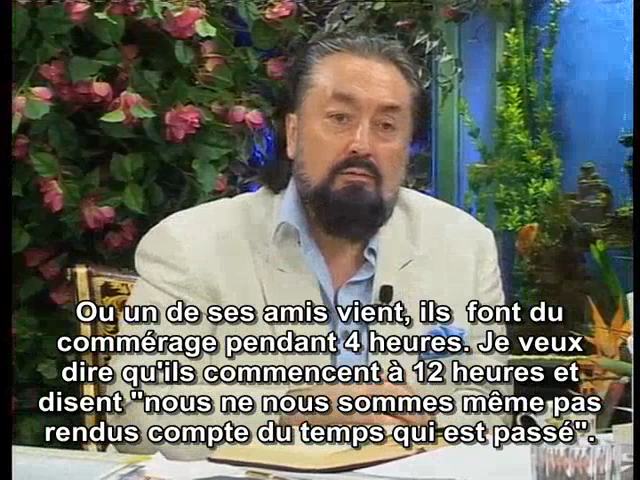 Ou un de ses amis vient, ils font du
commérage pendant 4 heures. Je veux
dire qu'ils commencent à 12 heures et
disent "nous ne nous sommes même pas
rendus compte du temps qui est passé".